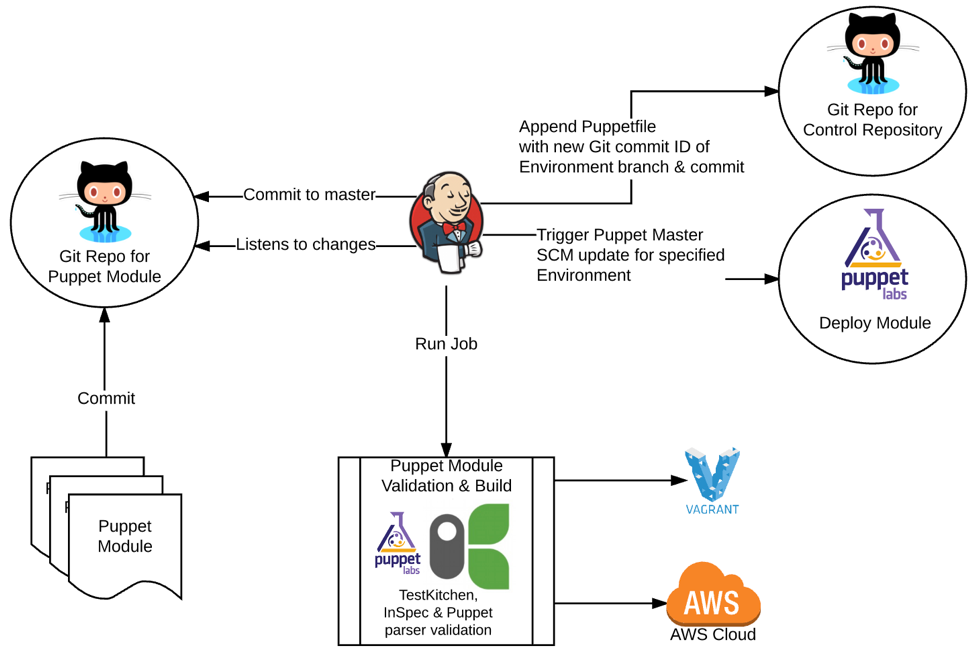 Git Repo for
Control Repository
Append Puppetfile
with new Git commit ID of
Environment branch & commit
Commit to master
Listens to changes
Git Repo for
Puppet Module
Trigger Puppet Master
SCM update for specified
Environment
puppet
labs
Deploy Module
Run Job
Commit
Puppet Module
Validation & Build
puppet
labs
TestKitchen,
InSpec & Puppet
parser validation
VAGRANT
AWS
AWS Cloud
Puppet
Module